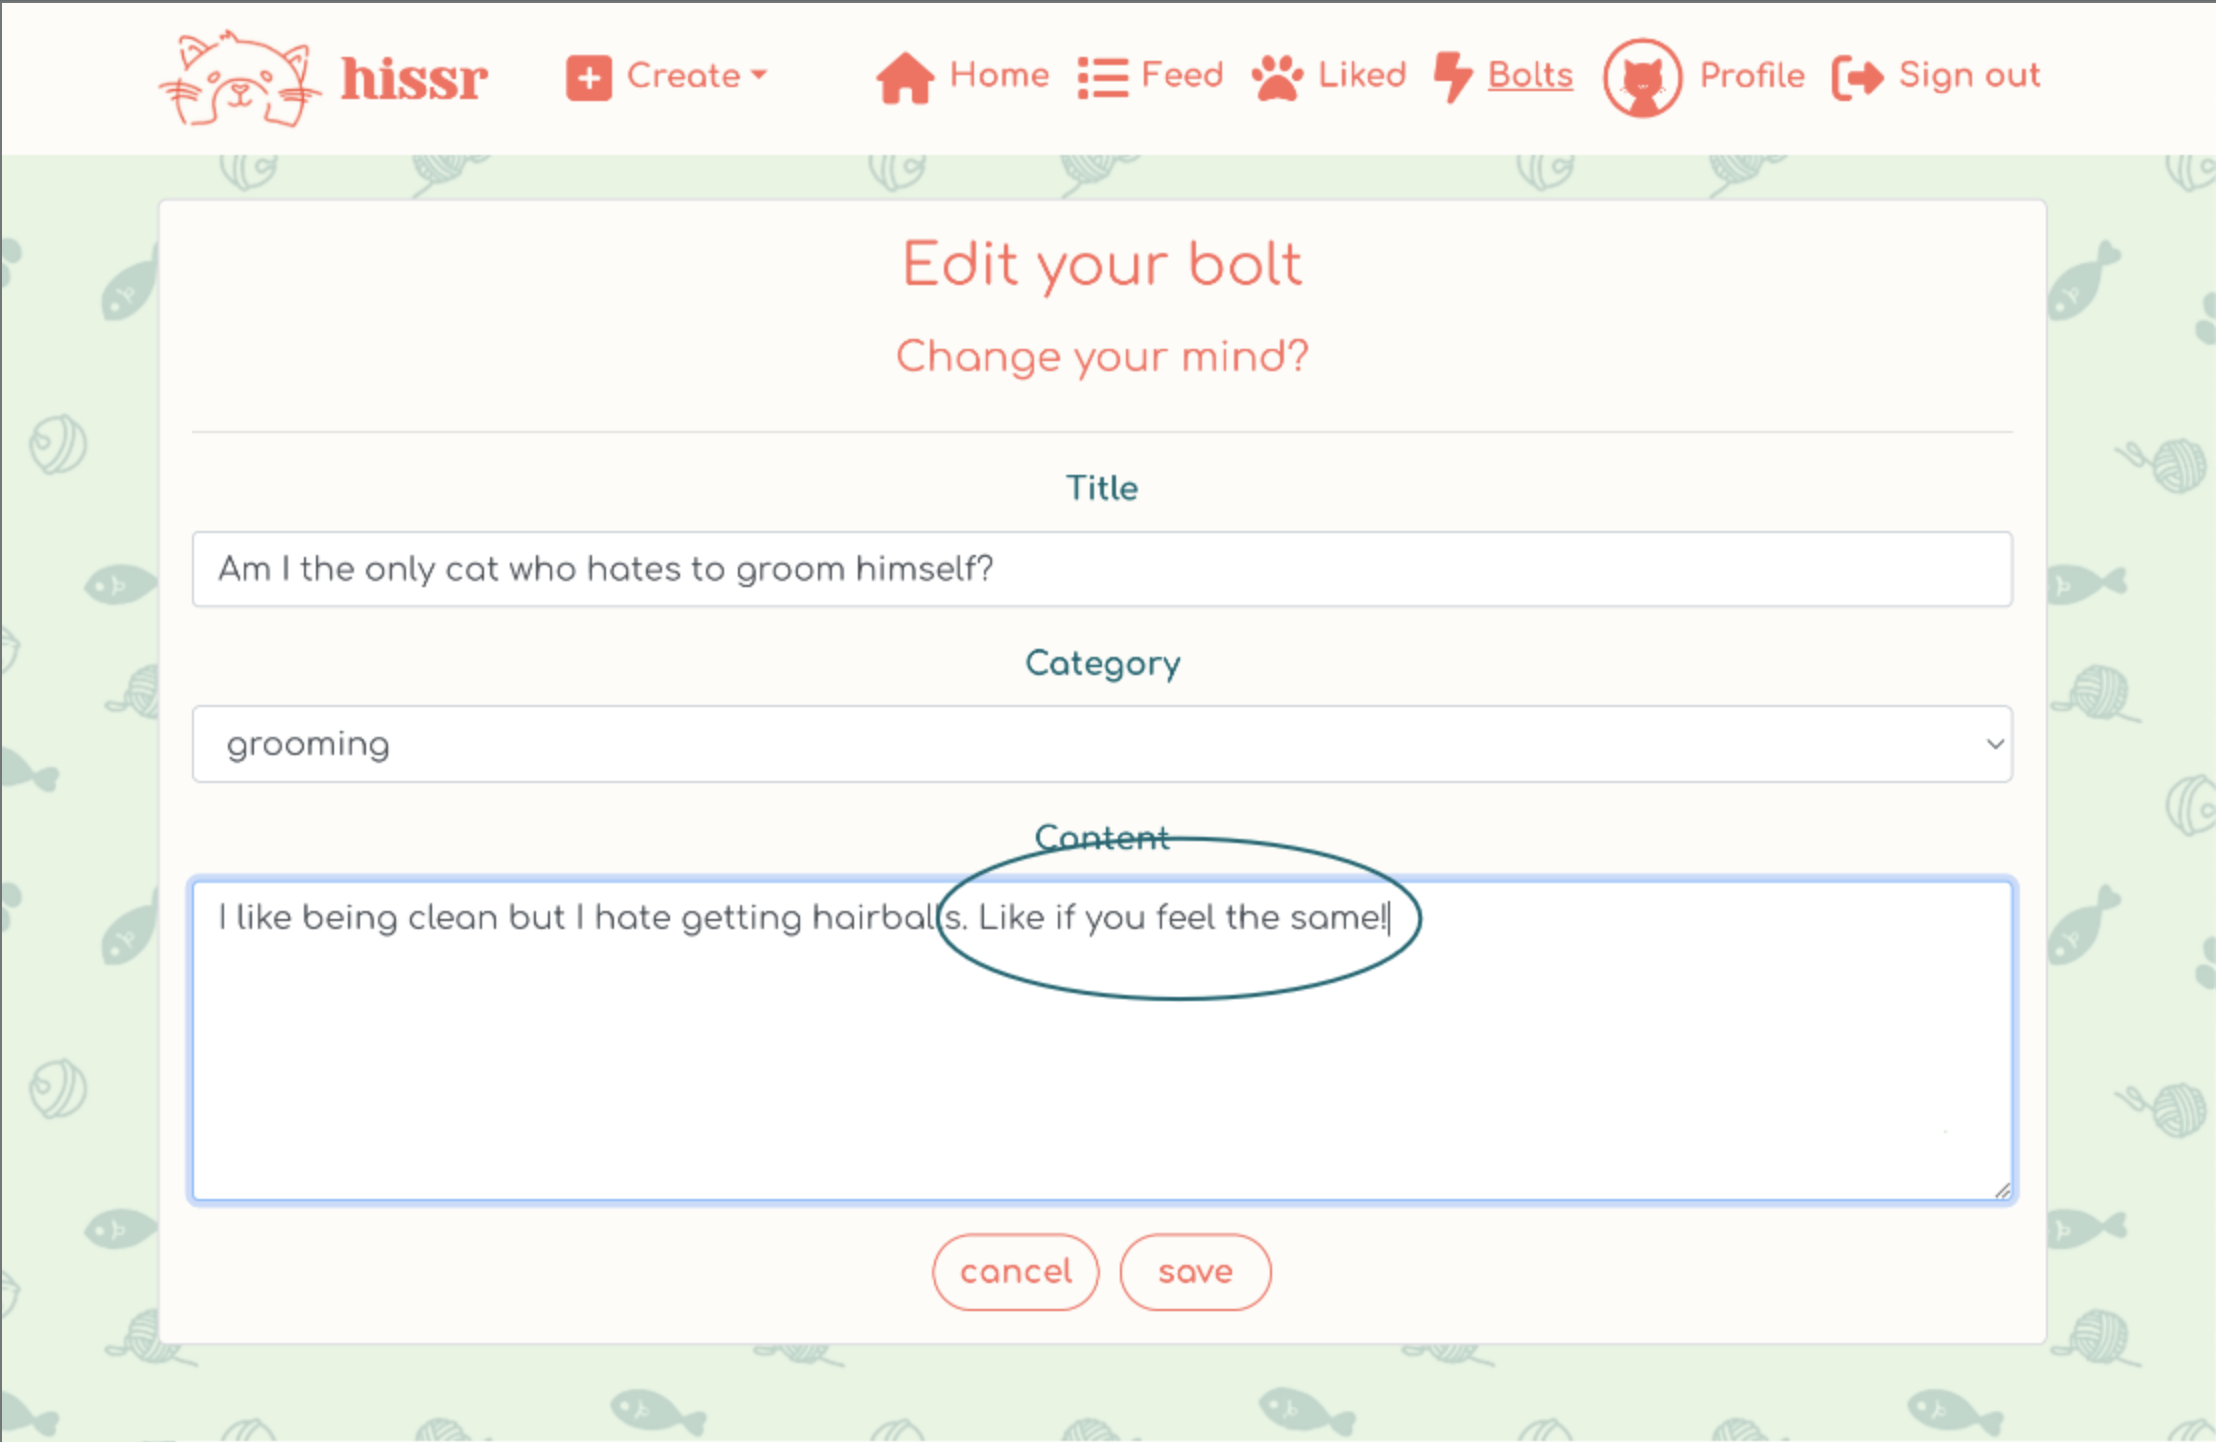 hissr Create Home Feed Liked Bolts Profile Sign out
Edit your bolt
Change your mind?
Title
Am I the only cat who hates to groom himself?
Category
grooming
Content
I like being clean but I hate getting hairballs. Like if you feel the same!
cancel save